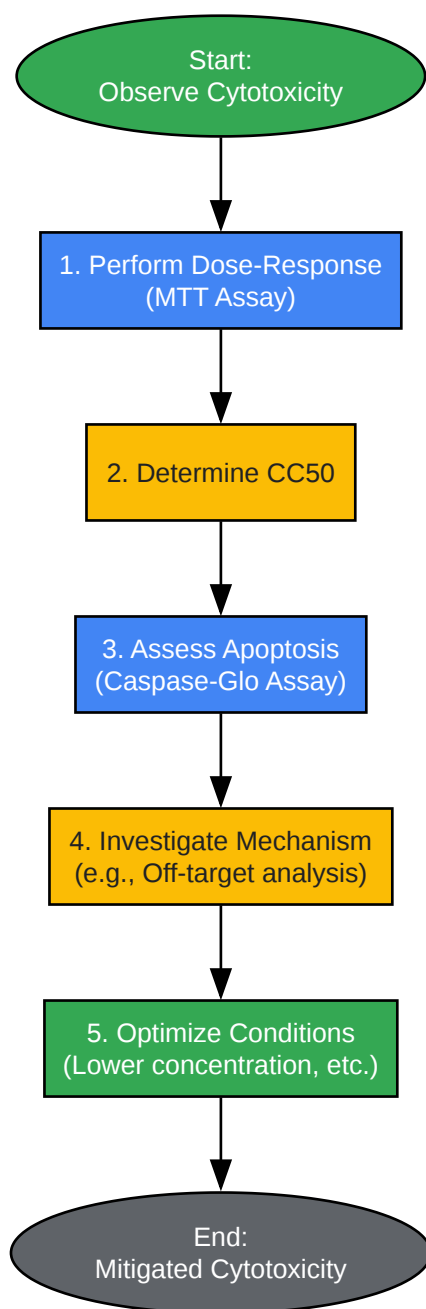 Start:
Observe Cytotoxicity
1. Perform Dose-Response
(MTT Assay)
2. Determine CC50
3. Assess Apoptosis
(Caspase-Glo Assay)
4. Investigate Mechanism
(e.g., Off-target analysis)
5. Optimize Conditions
(Lower concentration, etc.)
End:
Mitigated Cytotoxicity